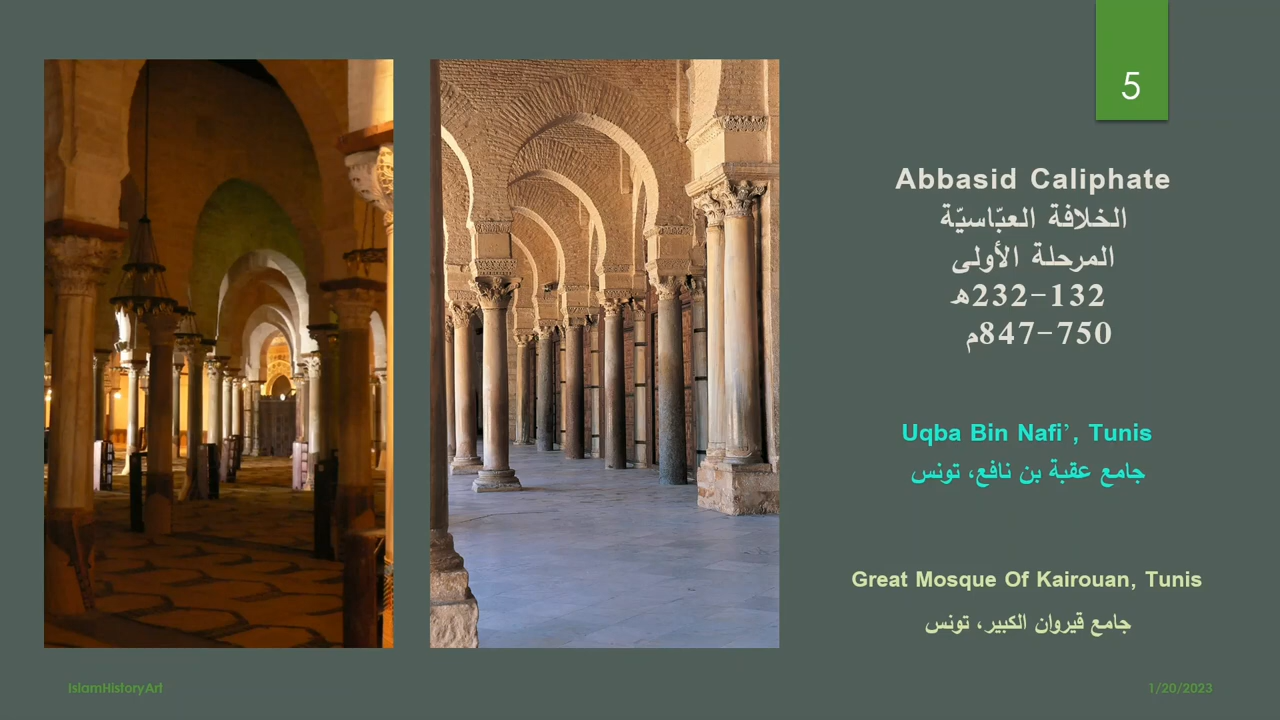 5
Abbasid Caliphate
الخلافة العبّاسيّة
المرحلة الأولى
132-232هـ
750-847م
Uqba Bin Nafi’, Tunis
جامع عقبة بن نافع، تونس
Great Mosque Of Kairouan, Tunis
جامع قيروان الكبير، تونس
IslamHistoryArt
1/20/2023